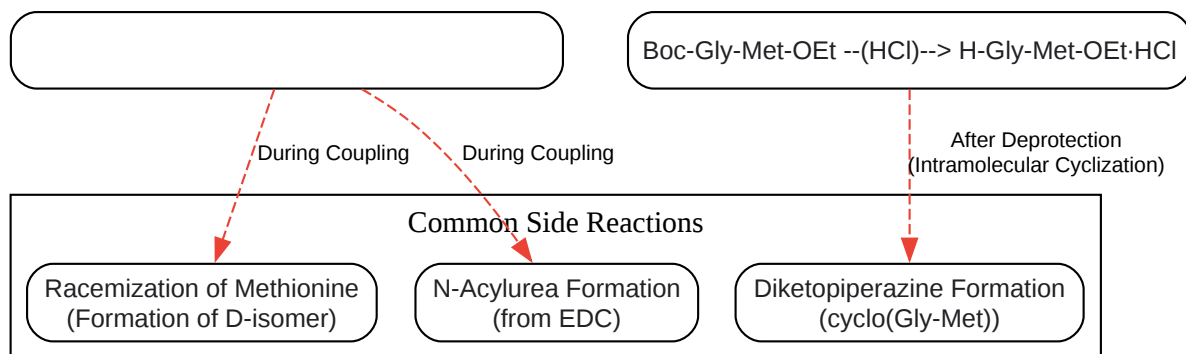 Boc-Gly-Met-OEt --(HCl)--> H-Gly-Met-OEt·HCl
During Coupling
During Coupling
After Deprotection
(Intramolecular Cyclization)
Common Side Reactions
Racemization of Methionine
(Formation of D-isomer)
N-Acylurea Formation
(from EDC)
Diketopiperazine Formation
(cyclo(Gly-Met))